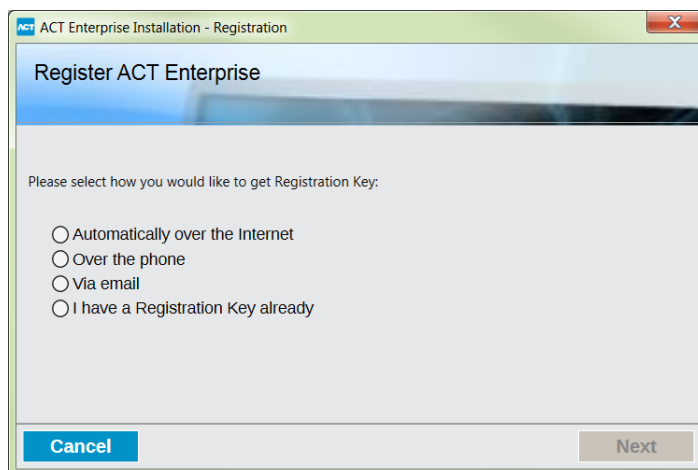 ACT ACT Enterprise Installation - Registration
Register ACT Enterprise
Please select how you would like to get Registration Key:
Automatically over the Internet
Over the phone
Via email
I have a Registration Key already
Cancel Next